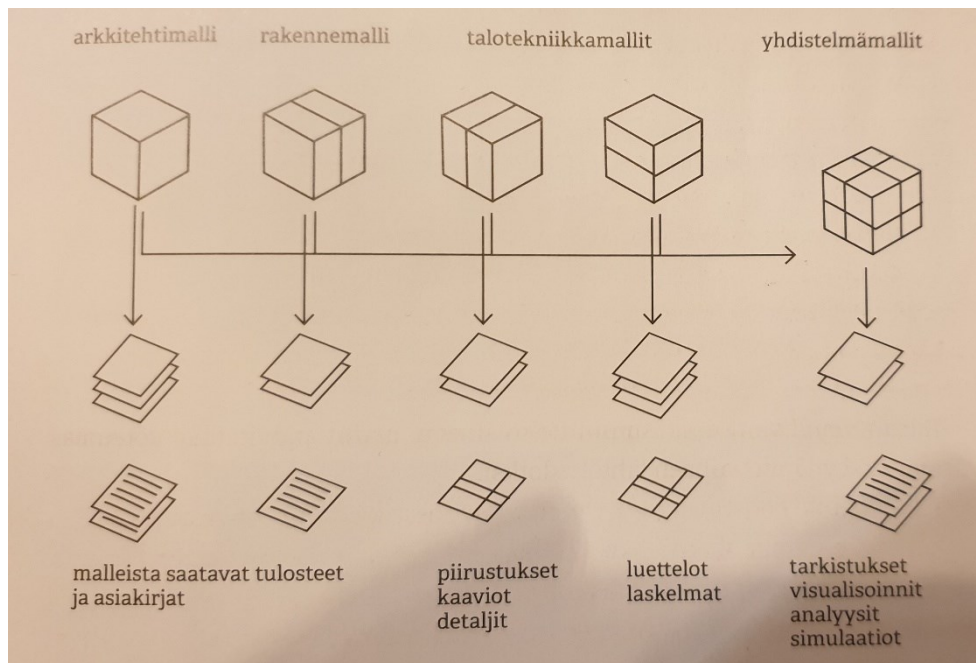 arkkitehtimalli
rakennemalli
talotekniikkamallit
yhdistelmämallit
malleista saatavat tulosteet
ja asiakirjat
piirustukset
kaaviot
detaljit
luettelot
laskelmat
tarkistukset
visualisoinnit
analyysit
simulaatiot